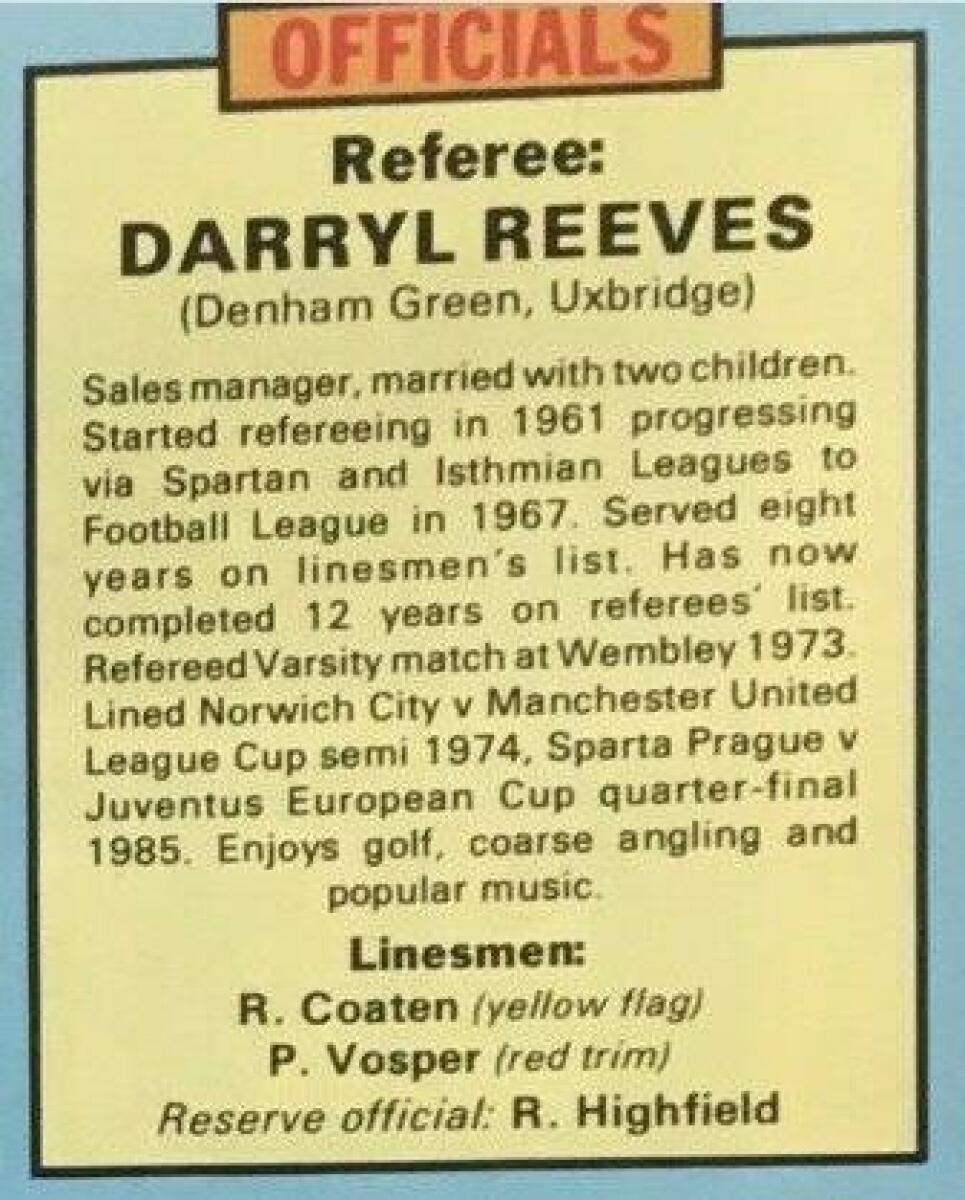 OFFICIALS
Referee:
DARRYL REEVES
(Denham Green, Uxbridge)
Sales manager, married with two children.
Started refereeing in 1961 progressing
via Spartan and Isthmian Leagues to
Football League in 1967. Served eight
years on linesmen's list. Has now
completed 12 years on referees' list.
Refereed Varsity match at Wembley 1973.
Lined Norwich City v Manchester United
League Cup semi 1974, Sparta Prague v
Juventus European Cup quarter-final
1985. Enjoys golf, coarse angling and
popular music.
Linesmen:
R. Coaten (yellow flag)
P. Vosper (red trim)
Reserve official: R. Highfield